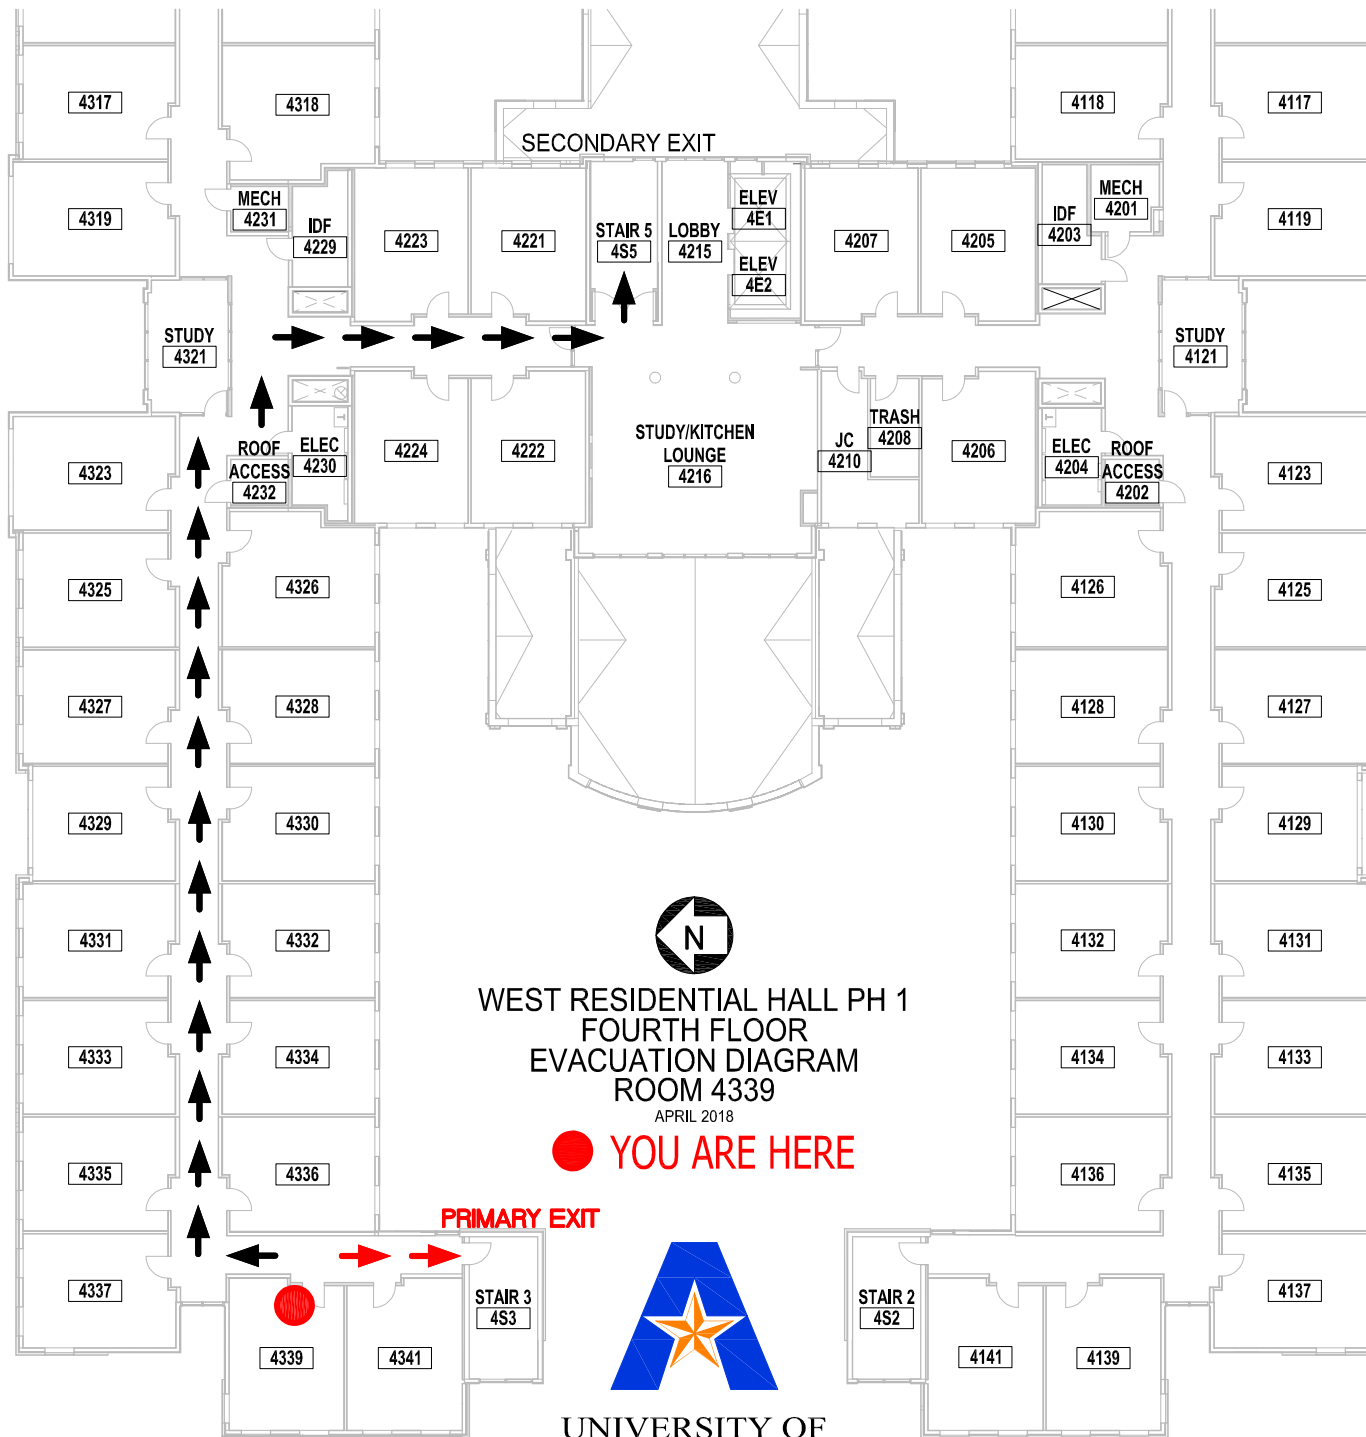 4317
4318
4118
4117
SECONDARY EXIT
MECH
4231
IDF
4229
4319
4223
4221
STAIR 5
4S5
LOBBY
4215
ELEV
4E1
ELEV
4E2
4207
4205
IDF
4203
MECH
4201
4119
STUDY
4321
STUDY
4121
4323
ROOF
ACCESS
4232
ELEC
4230
4224
4222
STUDY/KITCHEN
LOUNGE
4216
JC
4210
TRASH
4208
4206
ELEC
4204
ROOF
ACCESS
4202
4123
4325
4326
4126
4125
4327
4328
4128
4127
4329
4330
4130
4129
4331
4332
N
4132
4131
WEST RESIDENTIAL HALL PH 1
FOURTH FLOOR
EVACUATION DIAGRAM
ROOM 4339
APRIL 2018
YOU ARE HERE
4333
4334
4134
4133
4335
4336
4136
4135
PRIMARY EXIT
4337
STAIR 3
4S3
STAIR 2
4S2
4137
4339
4341
4141
4139
UNIVERSITY OF